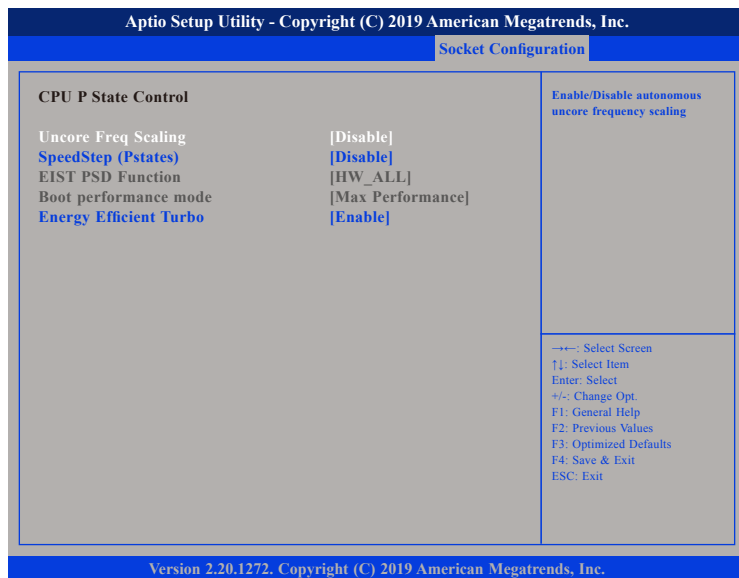 Aptio Setup Utility - Copyright (C) 2019 American Megatrends, Inc.
Socket Configuration
CPU P State Control
Uncore Freq Scaling [Disable]
SpeedStep (Pstates) [Disable]
EIST PSD Function [HW_ALL]
Boot performance mode [Max Performance]
Energy Efficient Turbo [Enable]
Enable/Disable autonomous
uncore frequency scaling
→←: Select Screen
↑↓: Select Item
Enter: Select
+/-: Change Opt.
F1: General Help
F2: Previous Values
F3: Optimized Defaults
F4: Save & Exit
ESC: Exit
Version 2.20.1272. Copyright (C) 2019 American Megatrends, Inc.